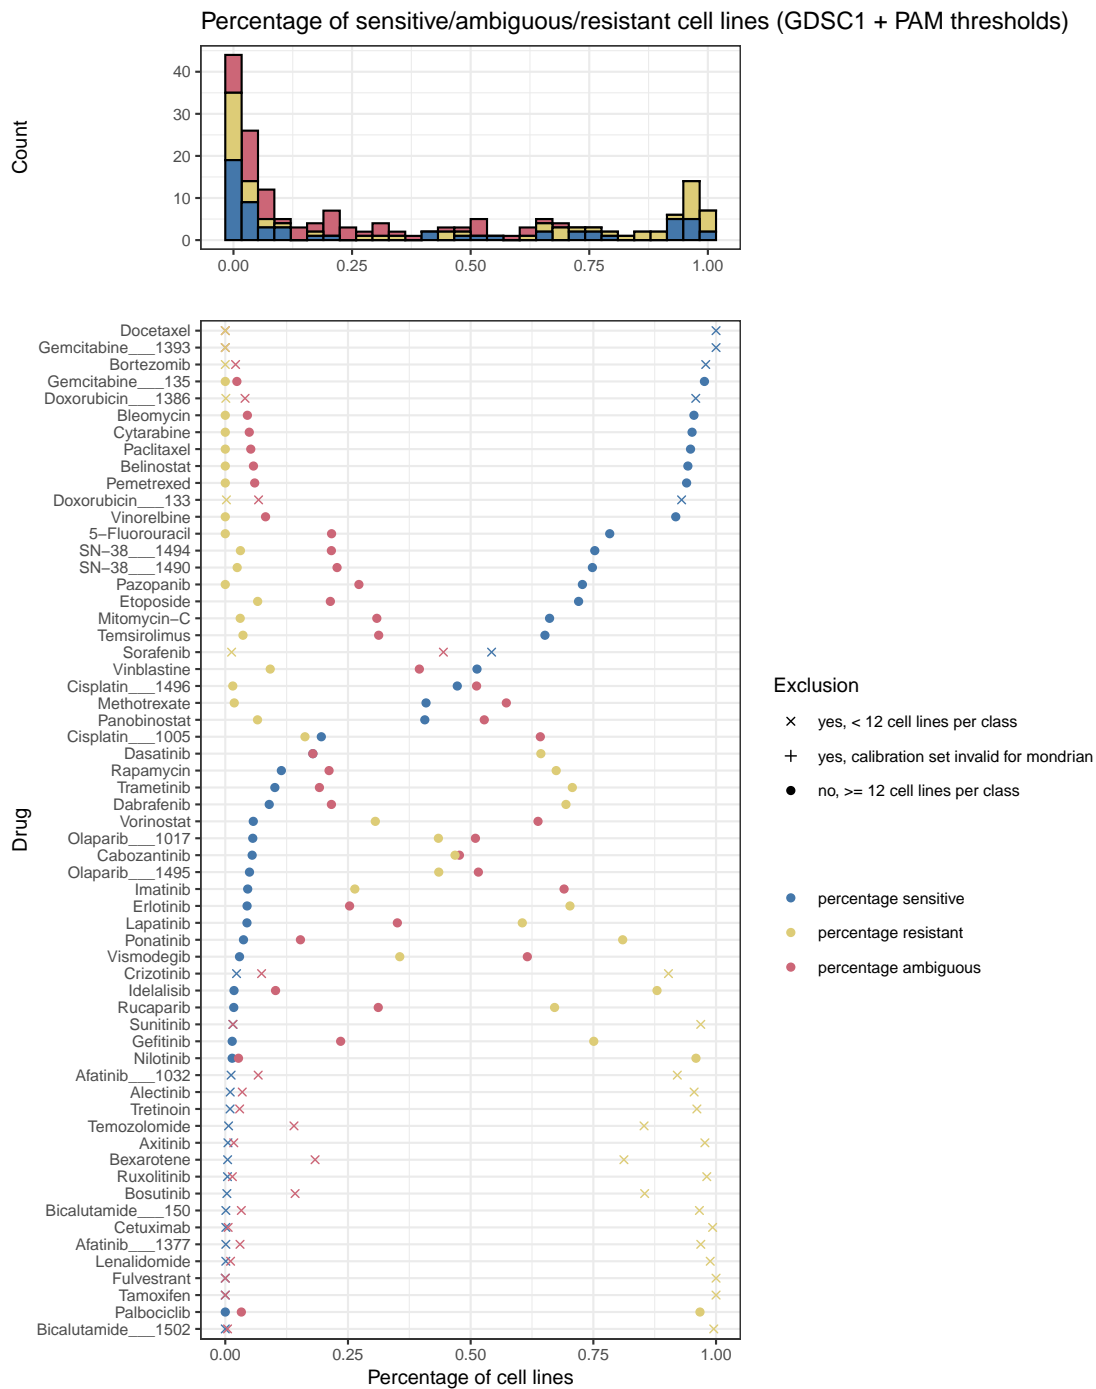 Percentage of sensitive/ambiguous/resistant cell lines (GDSC1 + PAM thresholds)
Count
40
30
20
10
0
0.00 0.25 0.50 0.75 1.00
Drug
Docetaxel
Gemcitabine___1393
Bortezomib
Gemcitabine___135
Doxorubicin___1386
Bleomycin
Cytarabine
Paclitaxel
Belinostat
Pemetrexed
Doxorubicin___133
Vinorelbine
5−Fluorouracil
SN−38___1494
SN−38___1490
Pazopanib
Etoposide
Mitomycin−C
Temsirolimus
Sorafenib
Vinblastine
Cisplatin___1496
Methotrexate
Panobinostat
Cisplatin___1005
Dasatinib
Rapamycin
Trametinib
Dabrafenib
Vorinostat
Olaparib___1017
Cabozantinib
Olaparib___1495
Imatinib
Erlotinib
Lapatinib
Ponatinib
Vismodegib
Crizotinib
Idelalisib
Rucaparib
Sunitinib
Gefitinib
Nilotinib
Afatinib___1032
Alectinib
Tretinoin
Temozolomide
Axitinib
Bexarotene
Ruxolitinib
Bosutinib
Bicalutamide___150
Cetuximab
Afatinib___1377
Lenalidomide
Fulvestrant
Tamoxifen
Palbociclib
Bicalutamide___1502
0.00 0.25 0.50 0.75 1.00
Percentage of cell lines
Exclusion
yes, < 12 cell lines per class
yes, calibration set invalid for mondrian
no, >= 12 cell lines per class
percentage sensitive
percentage resistant
percentage ambiguous